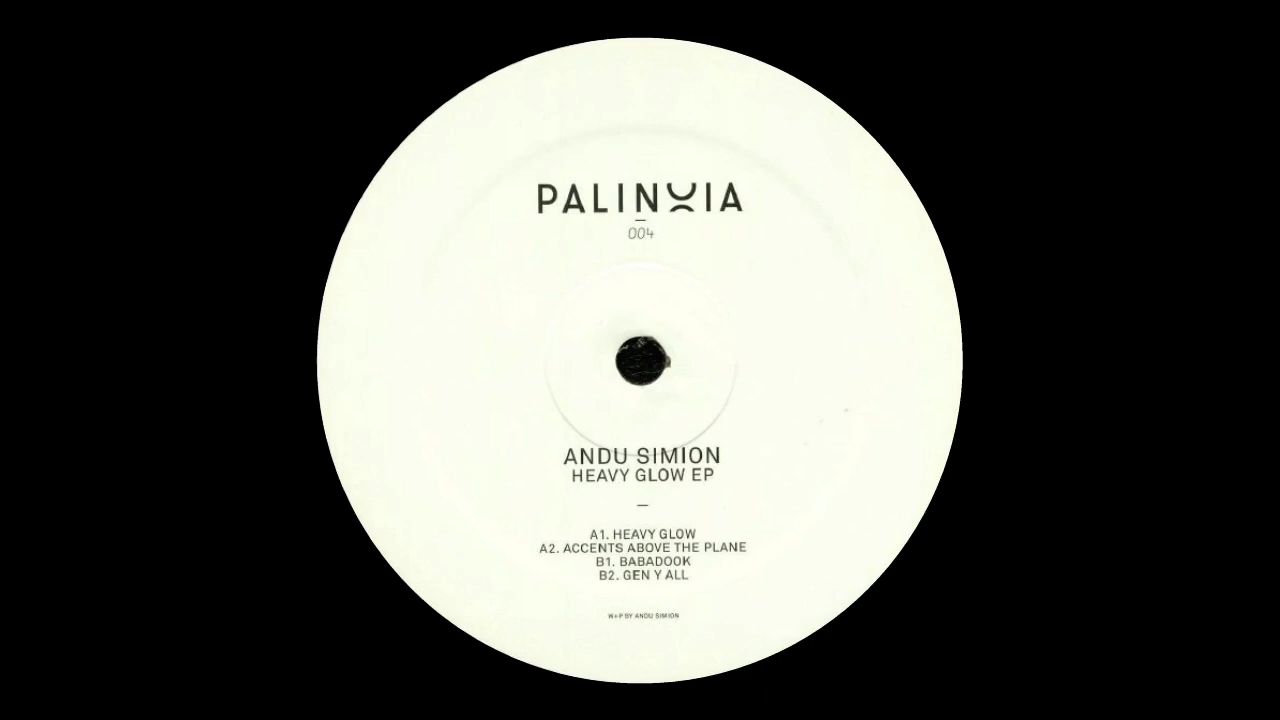 PALINOIA
004
ANDU SIMION
HEAVY GLOW EP
A1. HEAVY GLOW
A2. ACCENTS ABOVE THE PLANE
B1. BABADOOK
B2. GEN Y ALL
W+P BY ANDU SIMION